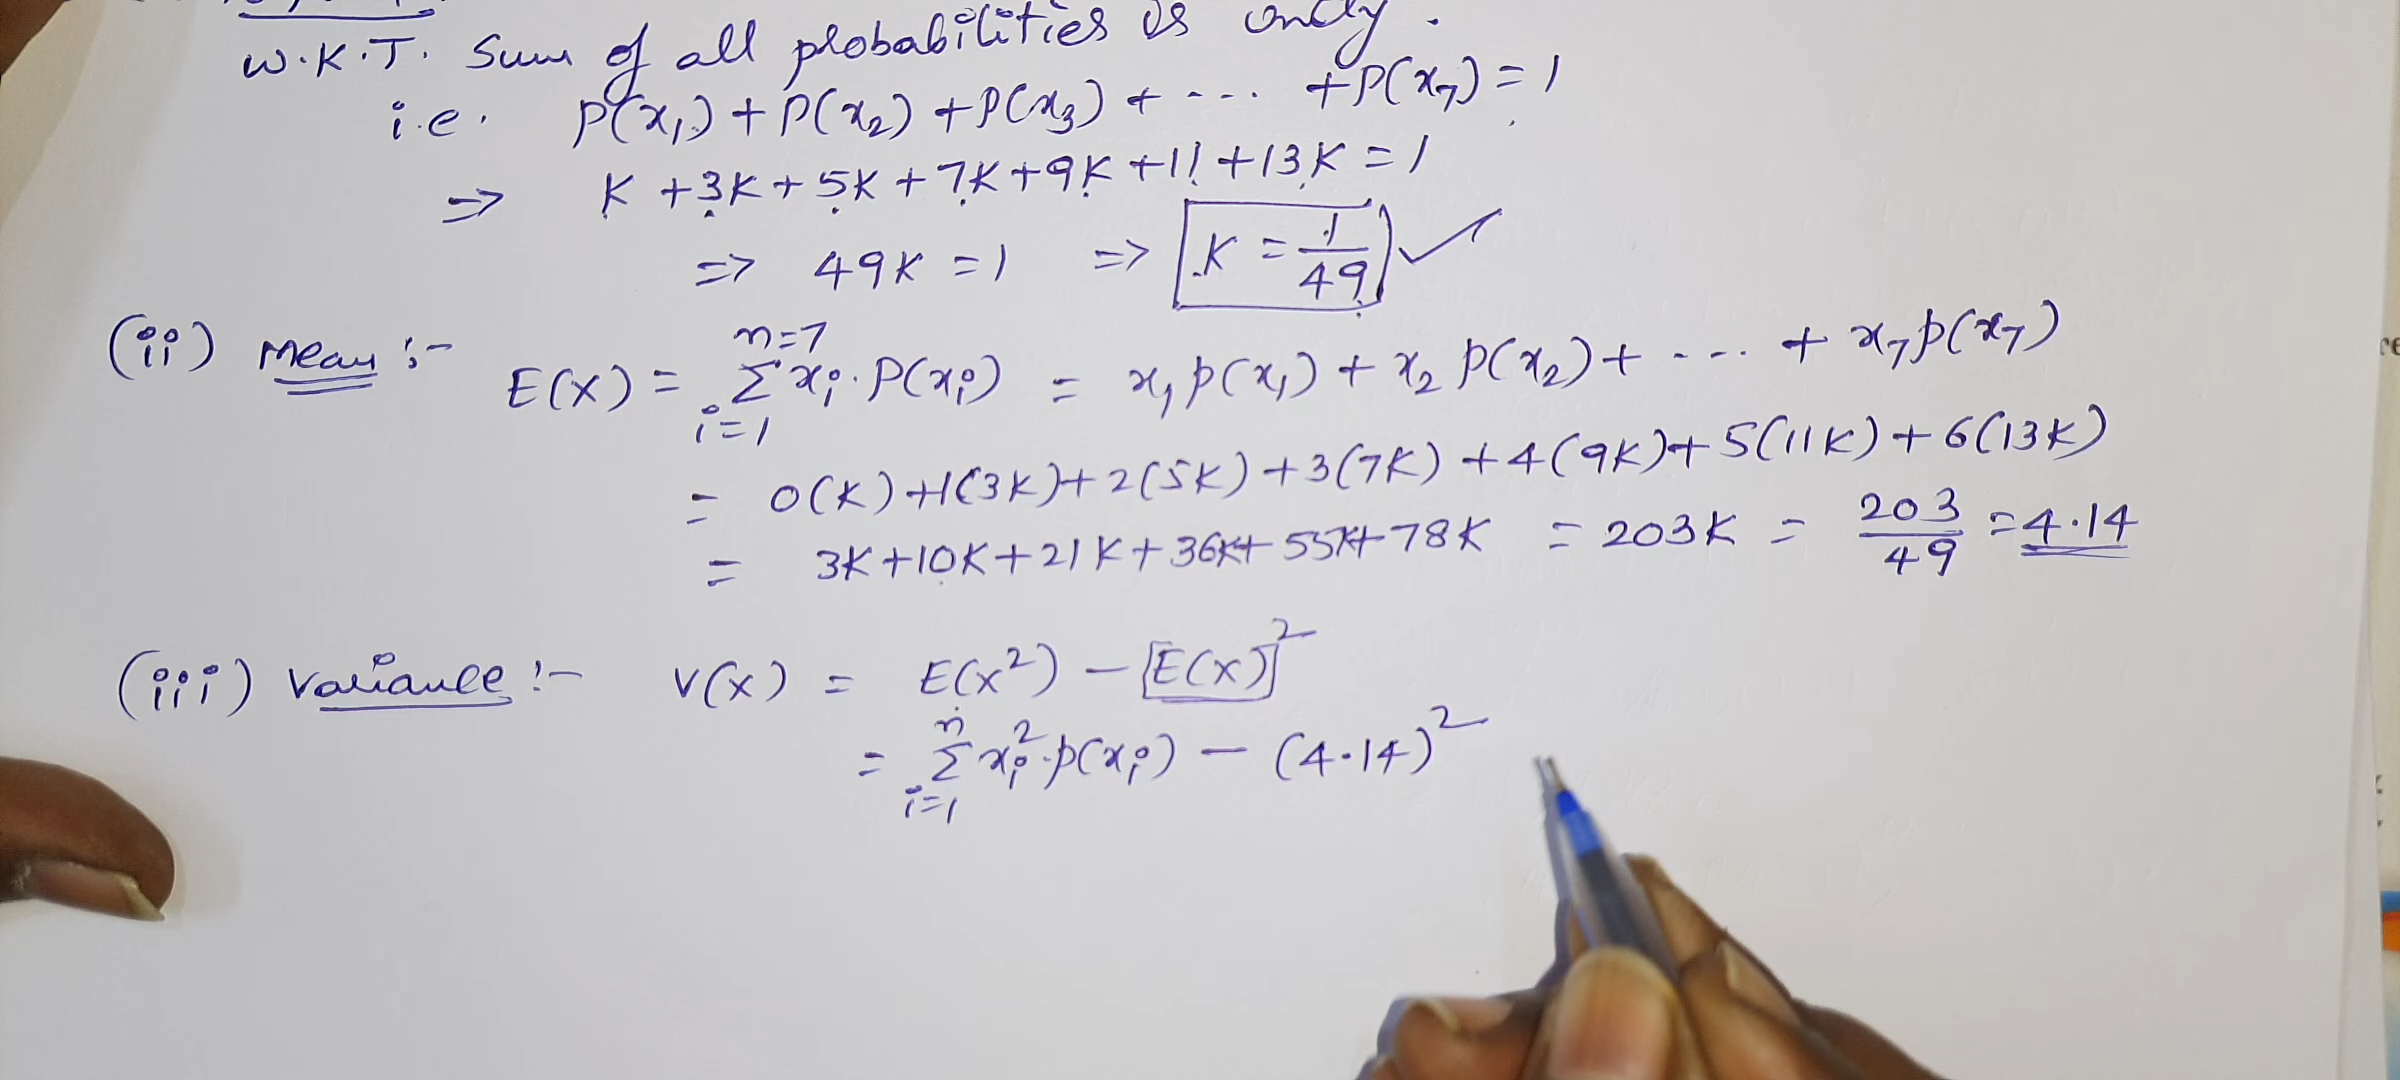 W.K.T. Sum of all probabilities is unity.
i.e. P(x₁) + P(x₂) + P(x₃) + --.. + P(x₇) = 1
=> K + 3K + 5K + 7K + 9K + 11 + 13K = 1
=> 49K = 1 => K = 1/49 ✓
(ii) Mean :- E(X) = Σ_{i=1}^{n=7} xᵢ . P(xᵢ) = x₁ p(x₁) + x₂ p(x₂) + - -.. + x₇ p(x₇)
= 0(K) + 1(3K) + 2(5K) + 3(7K) + 4(9K) + 5(11K) + 6(13K)
= 3K + 10K + 21K + 36K + 55K + 78K = 203K = 203/49 = 4.14
(iii) Variance :- V(X) = E(X²) – [E(X)]²
= Σ_{i=1}^{n} xᵢ² . p(xᵢ) – (4.14)²